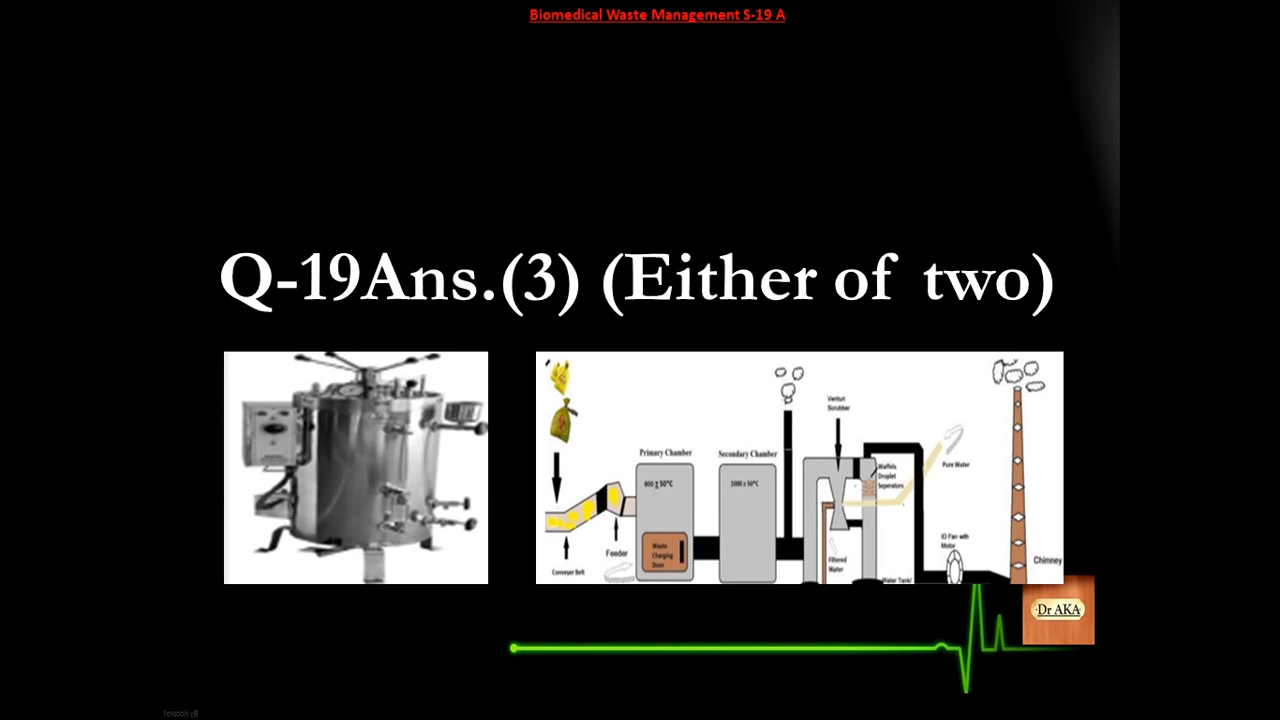 Biomedical Waste Management S-19 A
Q-19Ans.(3) (Either of two)
Venturi
Scrubber
Primary Chamber
Secondary Chamber
800 ± 50°C
1000 ± 50°C
Droplet
Seperators
Pure Water
Feeder
Waste
Charging
Door
Conveyer Belt
Filtered
Water
Water Tank/
ID Fan with
Motor
Chimney
Dr AKA